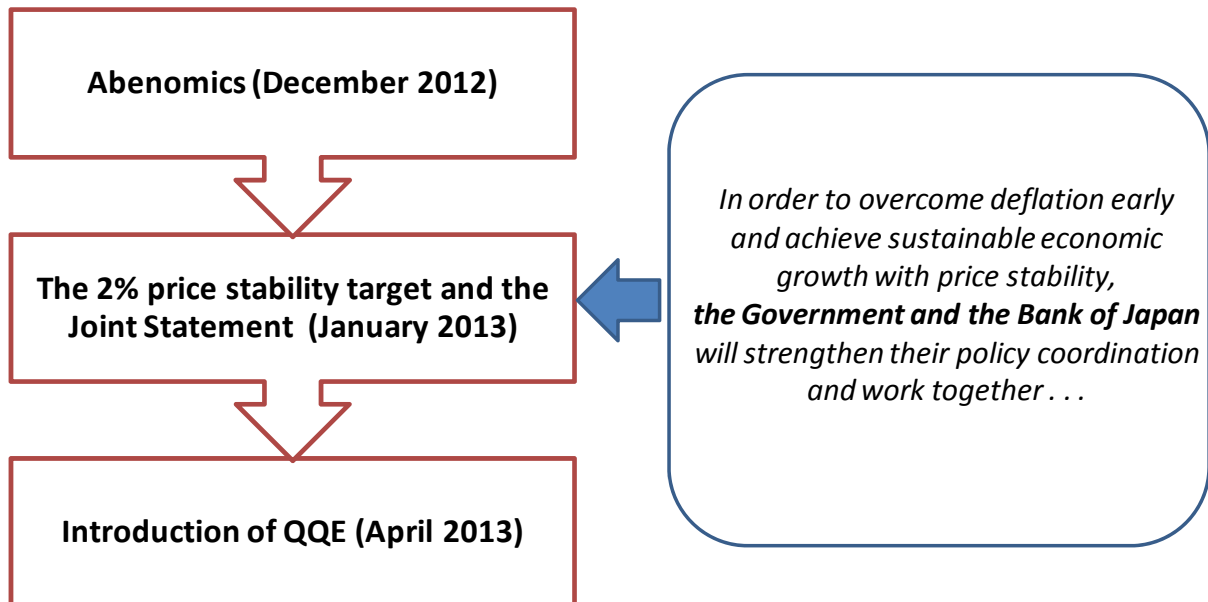 Abenomics (December 2012)
The 2% price stability target and the
Joint Statement (January 2013)
Introduction of QQE (April 2013)
In order to overcome deflation early
and achieve sustainable economic
growth with price stability,
the Government and the Bank of Japan
will strengthen their policy coordination
and work together . . .